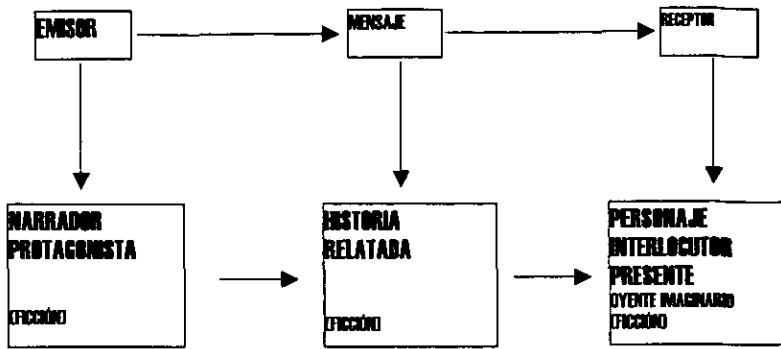 EMISOR
MENSAJE
RECEPTOR
NARRADOR
PROTAGONISTA
(FICCIÓN)
HISTORIA
RELATADA
(FICCIÓN)
PERSONAJE
INTERLOCUTOR
PRESENTE
OYENTE IMAGINARIO
(FICCIÓN)